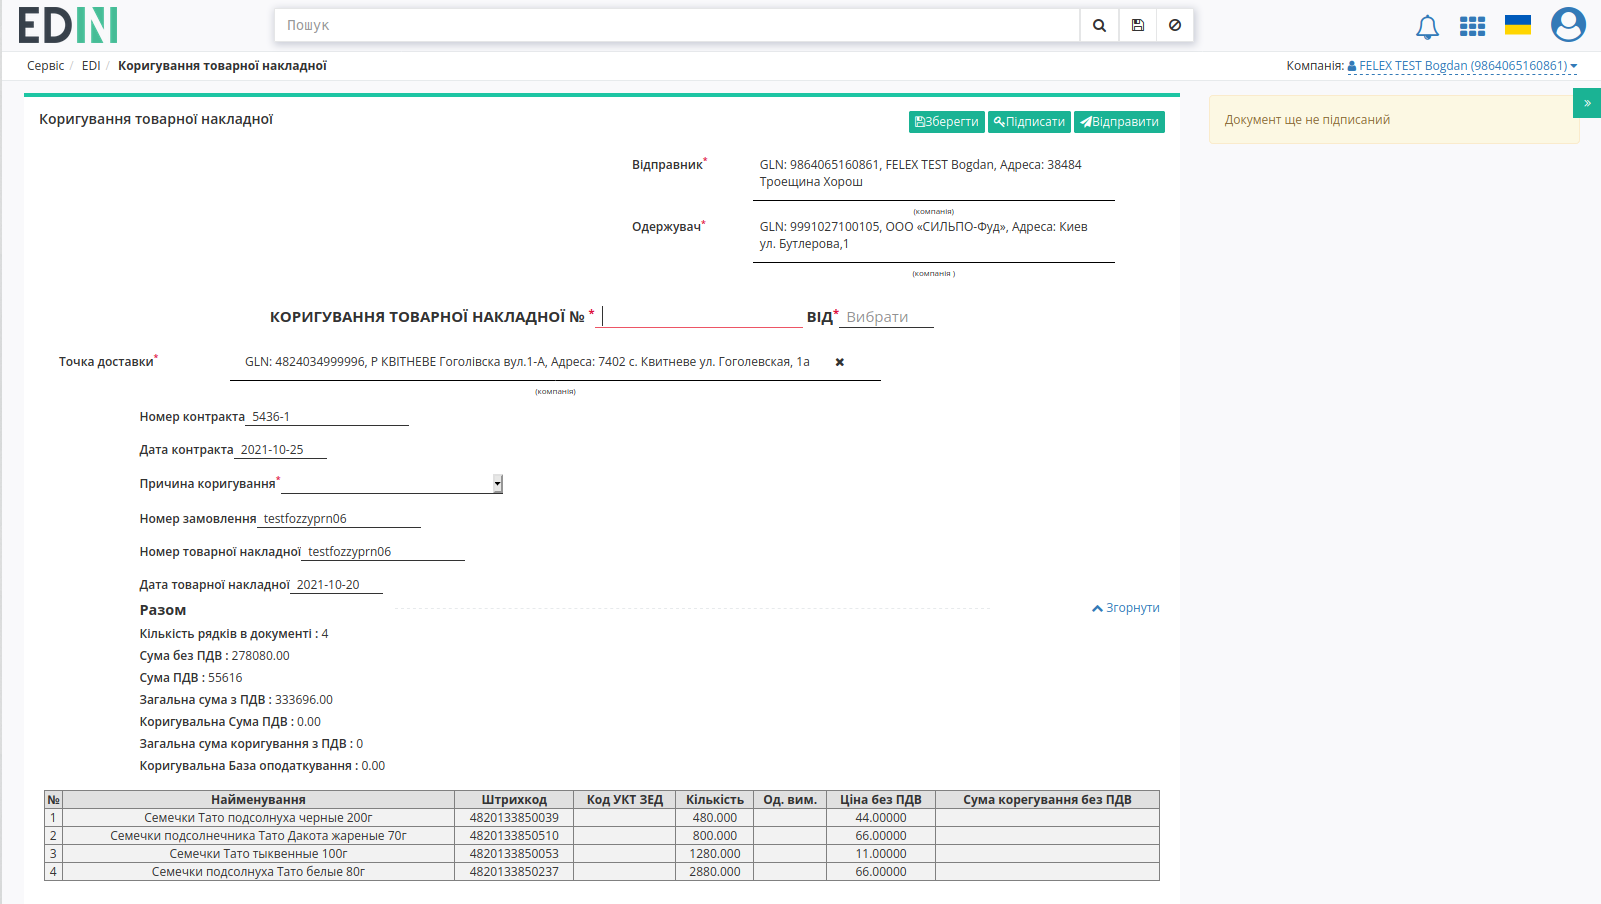 EDIN
Пошук
Сервіс / EDI / Коригування товарної накладної
Компанія: FELEX TEST Bogdan (9864065160861)
Коригування товарної накладної
Зберегти Підписати Відправити
»
Документ ще не підписаний
Відправник* GLN: 9864065160861, FELEX TEST Bogdan, Адреса: 38484
Троещина Хорош
(компанія)
Одержувач* GLN: 9991027100105, ООО «СИЛЬПО-Фуд», Адреса: Киев
ул. Бутлерова,1
(компанія )
КОРИГУВАННЯ ТОВАРНОЇ НАКЛАДНОЇ № * ВІД* Вибрати
Точка доставки* GLN: 4824034999996, Р КВІТНЕВЕ Гоголівска вул.1-А, Адреса: 7402 с. Квитневе ул. Гоголевская, 1а
(компанія)
Номер контракта 5436-1
Дата контракта 2021-10-25
Причина коригування*
Номер замовлення testfozzyprn06
Номер товарної накладної testfozzyprn06
Дата товарної накладної 2021-10-20
Разом Згорнути
Кількість рядків в документі : 4
Сума без ПДВ : 278080.00
Сума ПДВ : 55616
Загальна сума з ПДВ : 333696.00
Коригувальна Сума ПДВ : 0.00
Загальна сума коригування з ПДВ : 0
Коригувальна База оподаткування : 0.00
№ Найменування Штрихкод Код УКТ ЗЕД Кількість Од. вим. Ціна без ПДВ Сума корегування без ПДВ
1 Семечки Тато подсолнуха черные 200г 4820133850039 480.000 44.00000
2 Семечки подсолнечника Тато Дакота жареные 70г 4820133850510 800.000 66.00000
3 Семечки Тато тыквенные 100г 4820133850053 1280.000 11.00000
4 Семечки подсолнуха Тато белые 80г 4820133850237 2880.000 66.00000